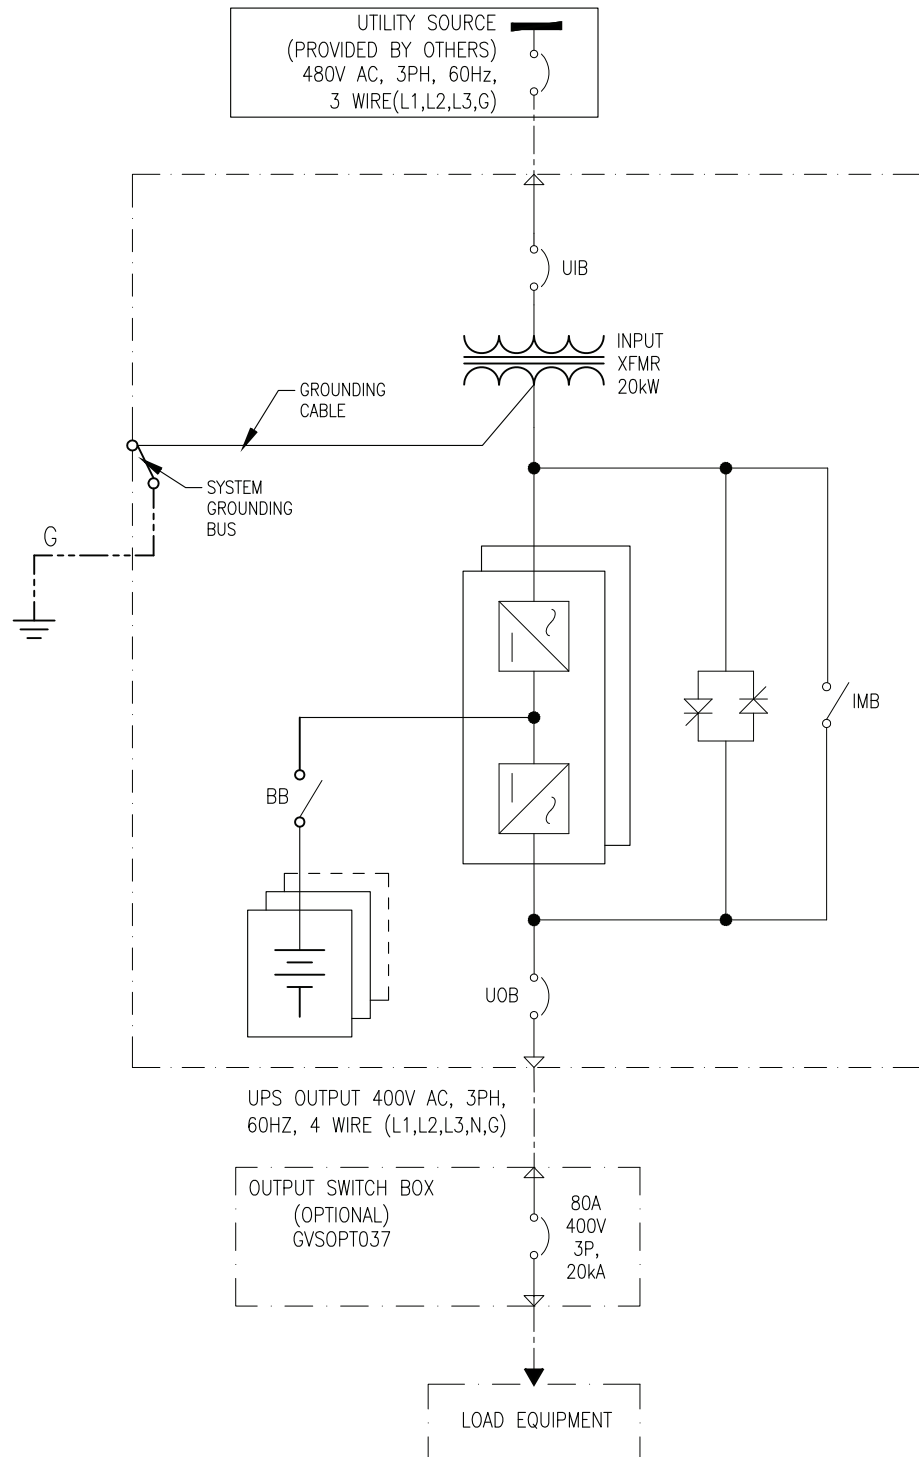 UTILITY SOURCE
(PROVIDED BY OTHERS)
480V AC, 3PH, 60Hz,
3 WIRE(L1,L2,L3,G)
UIB
INPUT
XFMR
20kW
GROUNDING
CABLE
SYSTEM
GROUNDING
BUS
G
IMB
BB
UOB
UPS OUTPUT 400V AC, 3PH,
60HZ, 4 WIRE (L1,L2,L3,N,G)
OUTPUT SWITCH BOX
(OPTIONAL)
GVSOPT037
80A
400V
3P,
20kA
LOAD EQUIPMENT